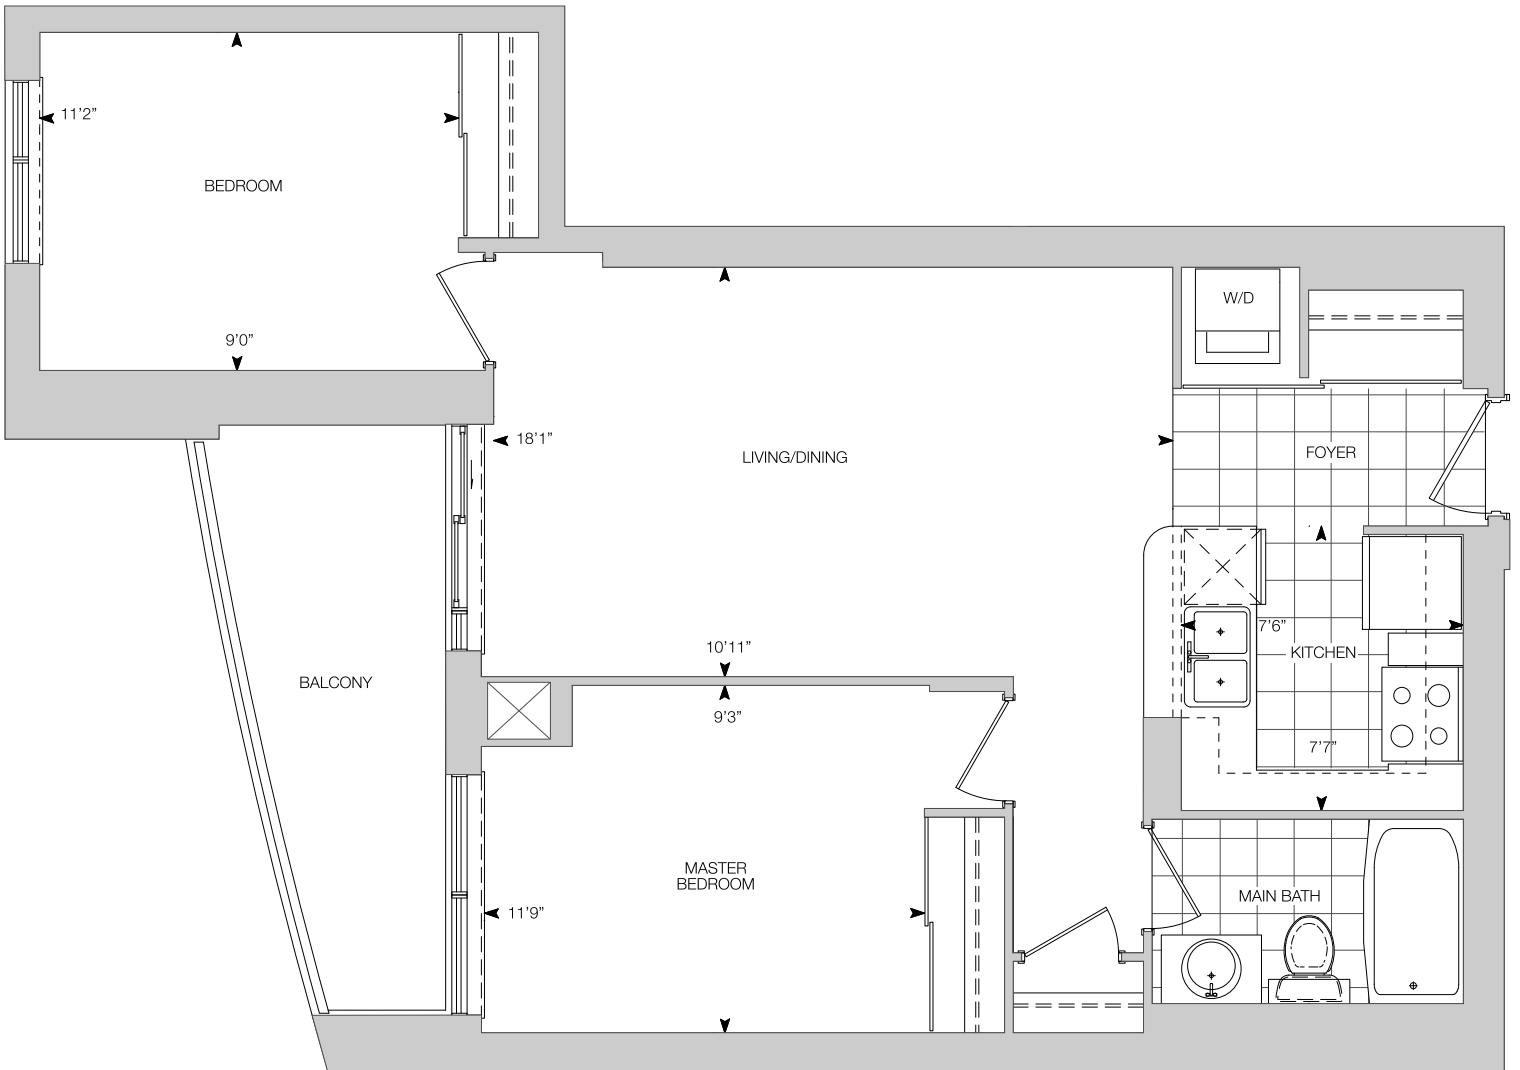 11’2”
BEDROOM
9’0”
W/D
18’1”
LIVING/DINING
FOYER
7’6”
KITCHEN
10’11”
BALCONY
9’3”
7’7”
MASTER
BEDROOM
MAIN BATH
11’9”